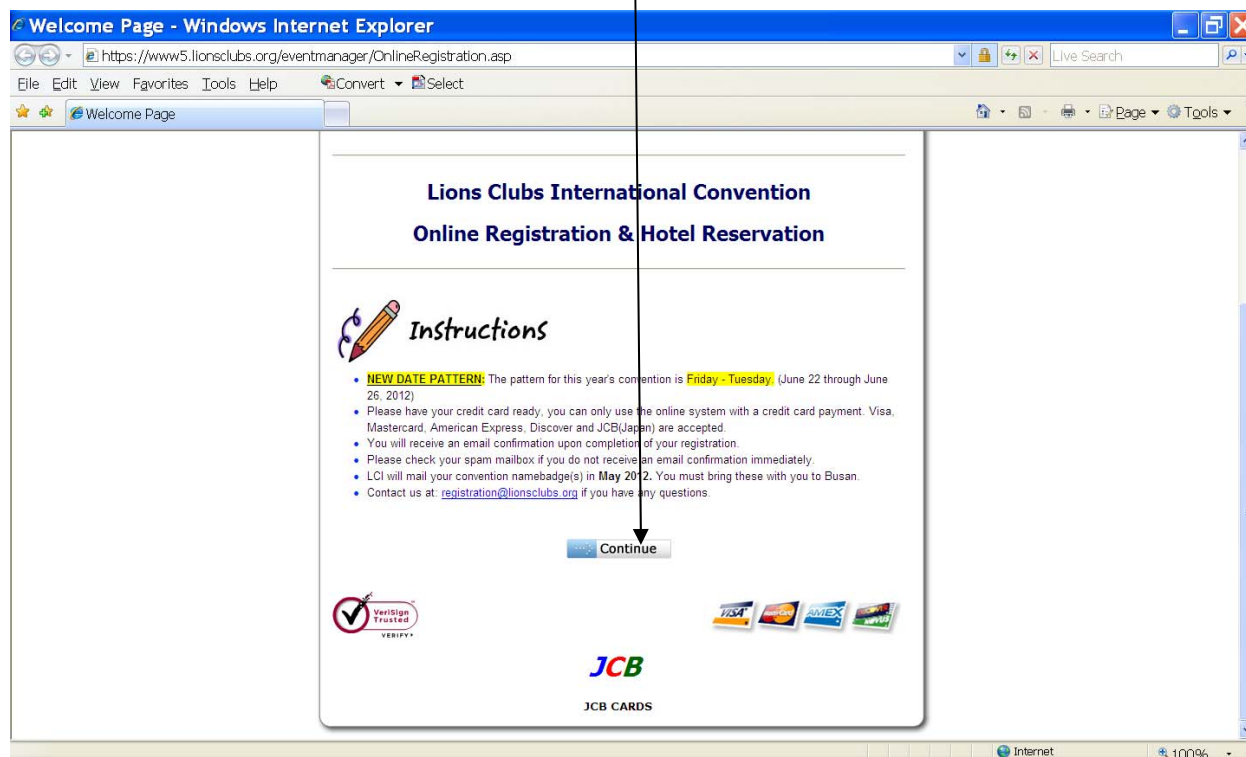 Welcome Page - Windows Internet Explorer
https://www5.lionsclubs.org/eventmanager/OnlineRegistration.asp
Live Search
File Edit View Favorites Tools Help Convert Select
Welcome Page
Page Tools
Lions Clubs International Convention
Online Registration & Hotel Reservation
Instructions
NEW DATE PATTERN: The pattern for this year's convention is Friday - Tuesday. (June 22 through June
26, 2012)
Please have your credit card ready, you can only use the online system with a credit card payment. Visa,
Mastercard, American Express, Discover and JCB(Japan) are accepted.
You will receive an email confirmation upon completion of your registration.
Please check your spam mailbox if you do not receive an email confirmation immediately.
LCI will mail your convention namebadge(s) in May 2012. You must bring these with you to Busan.
Contact us at: registration@lionsclubs.org if you have any questions.
Continue
VeriSign
Trusted
VERIFY
VISA MasterCard AMEX
JCB
JCB CARDS
Internet 100%